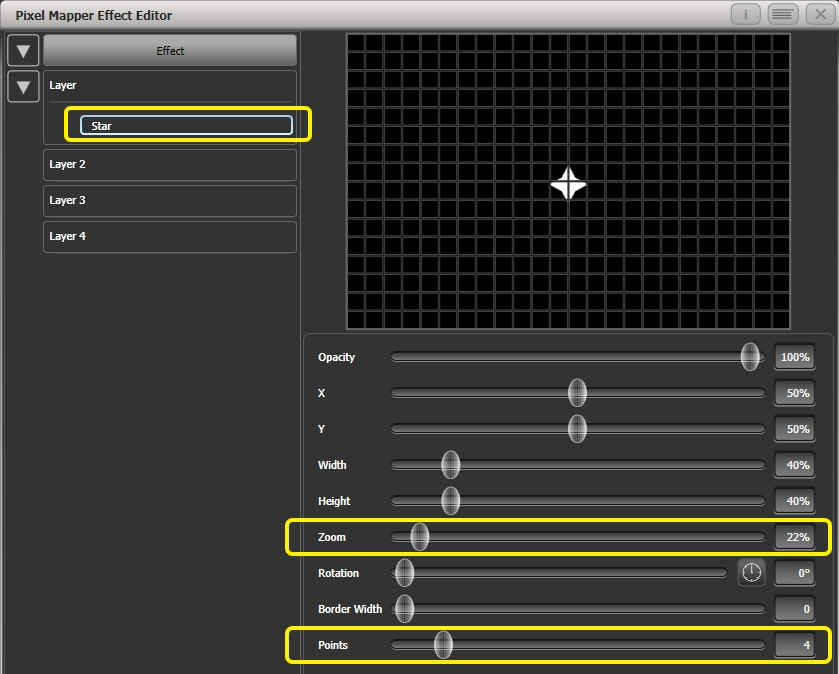 Pixel Mapper Effect Editor
i
Effect
Layer
Star
Layer 2
Layer 3
Layer 4
Opacity 100%
X 50%
Y 50%
Width 40%
Height 40%
Zoom 22%
Rotation 0°
Border Width 0
Points 4